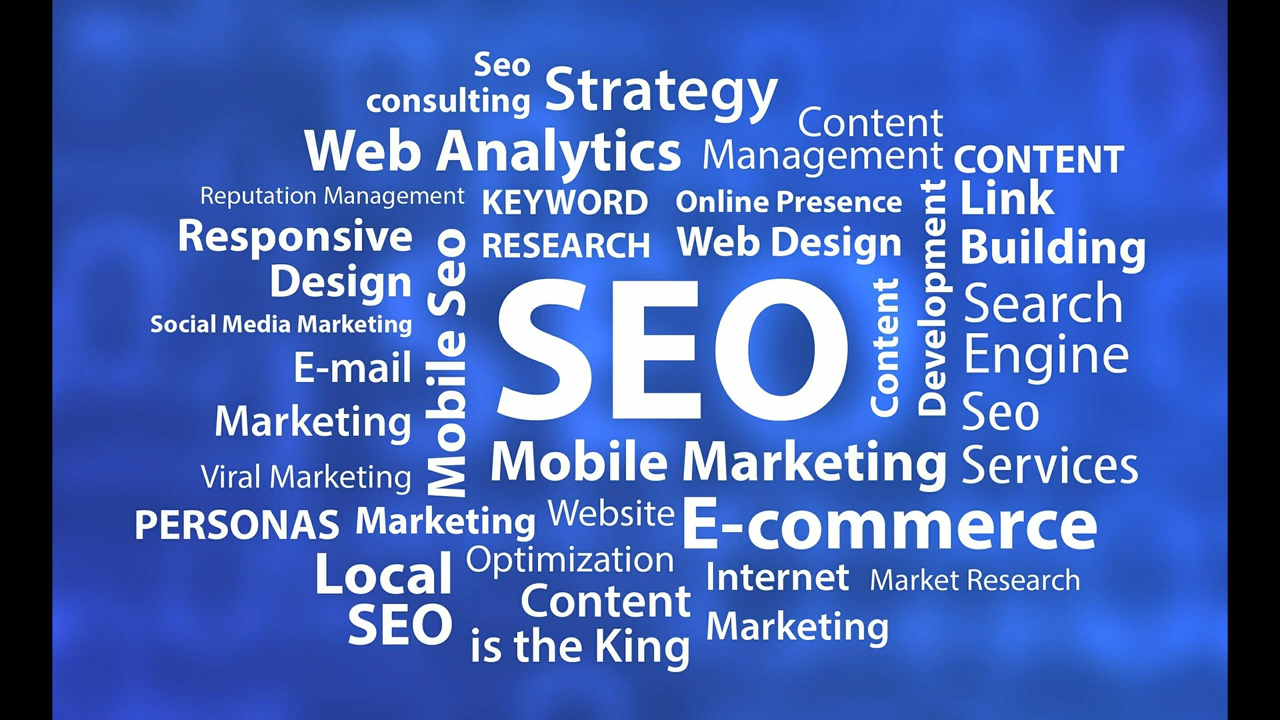 Seo
consulting
Strategy
Web Analytics
Content
Management
CONTENT
Reputation Management
KEYWORD
RESEARCH
Online Presence
Web Design
Link
Building
Responsive
Design
Social Media Marketing
E-mail
Marketing
Viral Marketing
Mobile Seo
SEO
Content
Development
Search
Engine
Seo
Services
Mobile Marketing
PERSONAS
Marketing
Website
Optimization
E-commerce
Local
SEO
Content
is the King
Internet
Marketing
Market Research